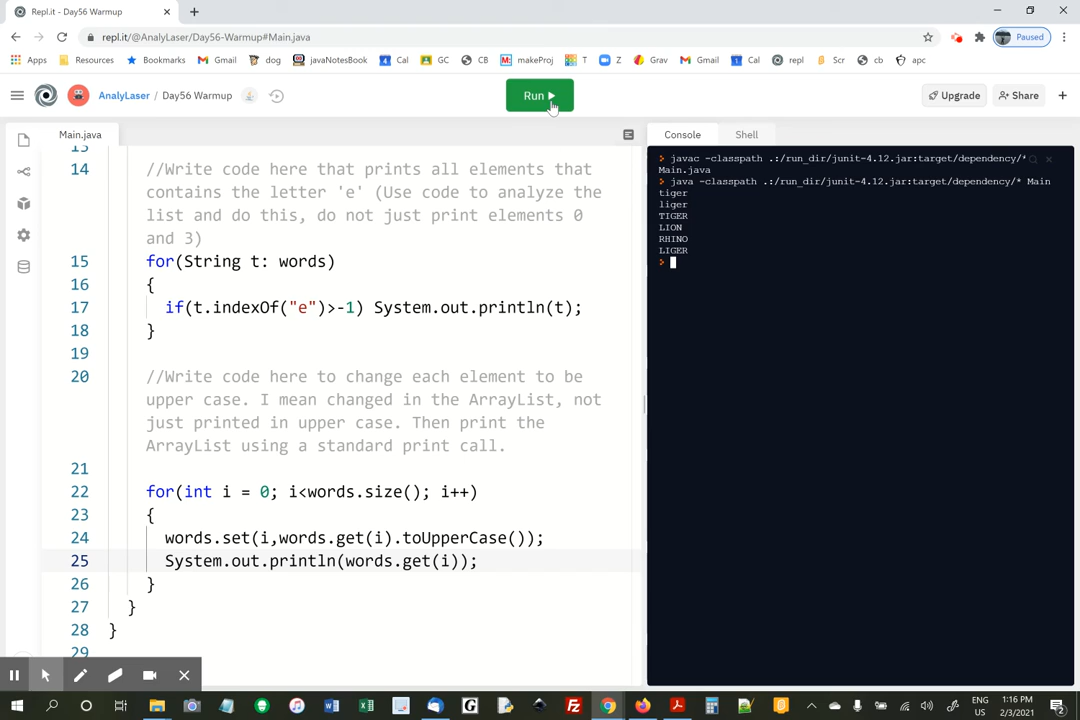 Repl.it - Day56 Warmup
repl.it/@AnalyLaser/Day56-Warmup#Main.java
Paused
Apps Resources Bookmarks Gmail dog javaNotebook Cal GC CB makeProj T Z Grav Gmail Cal repl Scr cb apc
AnalyLaser / Day56 Warmup
Run
Upgrade
Share
Main.java
13
14 //Write code here that prints all elements that
contains the letter 'e' (Use code to analyze the
list and do this, do not just print elements 0
and 3)
15 for(String t: words)
16 {
17 if(t.indexOf("e")>-1) System.out.println(t);
18 }
19
20 //Write code here to change each element to be
upper case. I mean changed in the ArrayList, not
just printed in upper case. Then print the
ArrayList using a standard print call.
21
22 for(int i = 0; i<words.size(); i++)
23 {
24 words.set(i,words.get(i).toUpperCase());
25 System.out.println(words.get(i));
26 }
27 }
28 }
29
Console Shell
> javac -classpath .:/run_dir/junit-4.12.jar:target/dependency/*
Main.java
> java -classpath .:/run_dir/junit-4.12.jar:target/dependency/* Main
tiger
liger
TIGER
LION
RHINO
LIGER
>
ENG
US
1:16 PM
2/3/2021
2